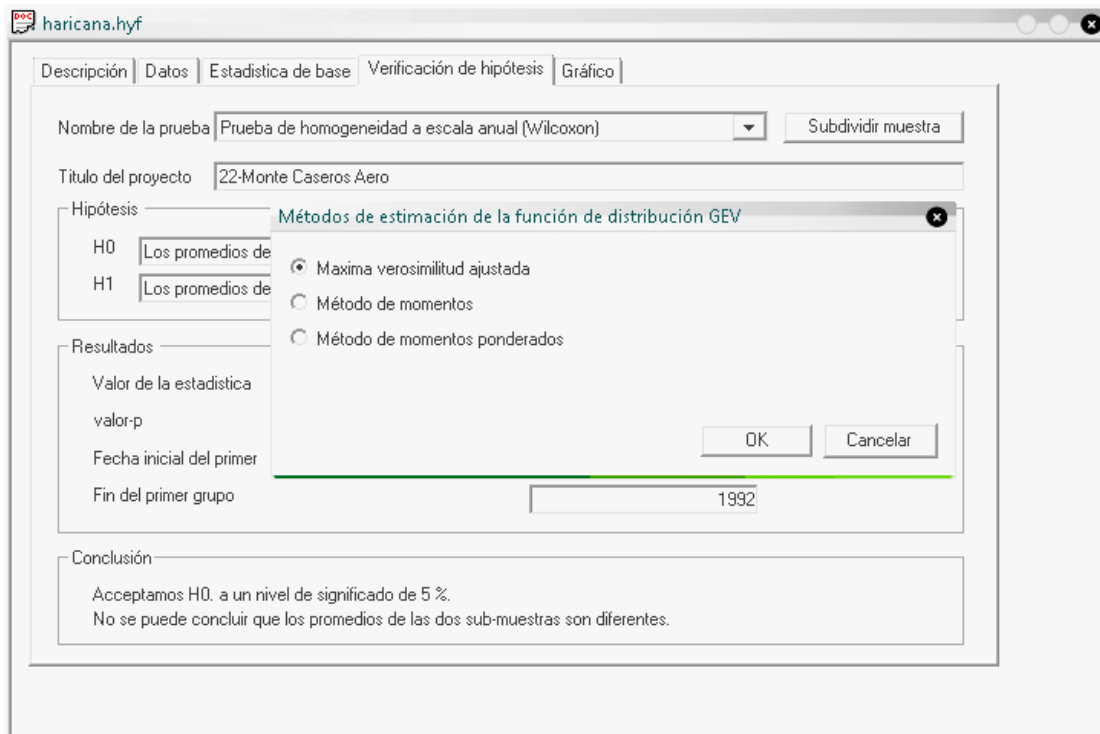 DOC
haricana.hyf
Descripción Datos Estadistica de base Verificación de hipótesis Gráfico
Nombre de la prueba Prueba de homogeneidad a escala anual (Wilcoxon) Subdividir muestra
Titulo del proyecto 22-Monte Caseros Aero
Hipótesis
H0 Los promedios de
H1 Los promedios de
Métodos de estimación de la función de distribución GEV
Maxima verosimilitud ajustada
Método de momentos
Método de momentos ponderados
OK Cancelar
Resultados
Valor de la estadistica
valor-p
Fecha inicial del primer
Fin del primer grupo 1992
Conclusión
Acceptamos H0. a un nivel de significado de 5 %.
No se puede concluir que los promedios de las dos sub-muestras son diferentes.